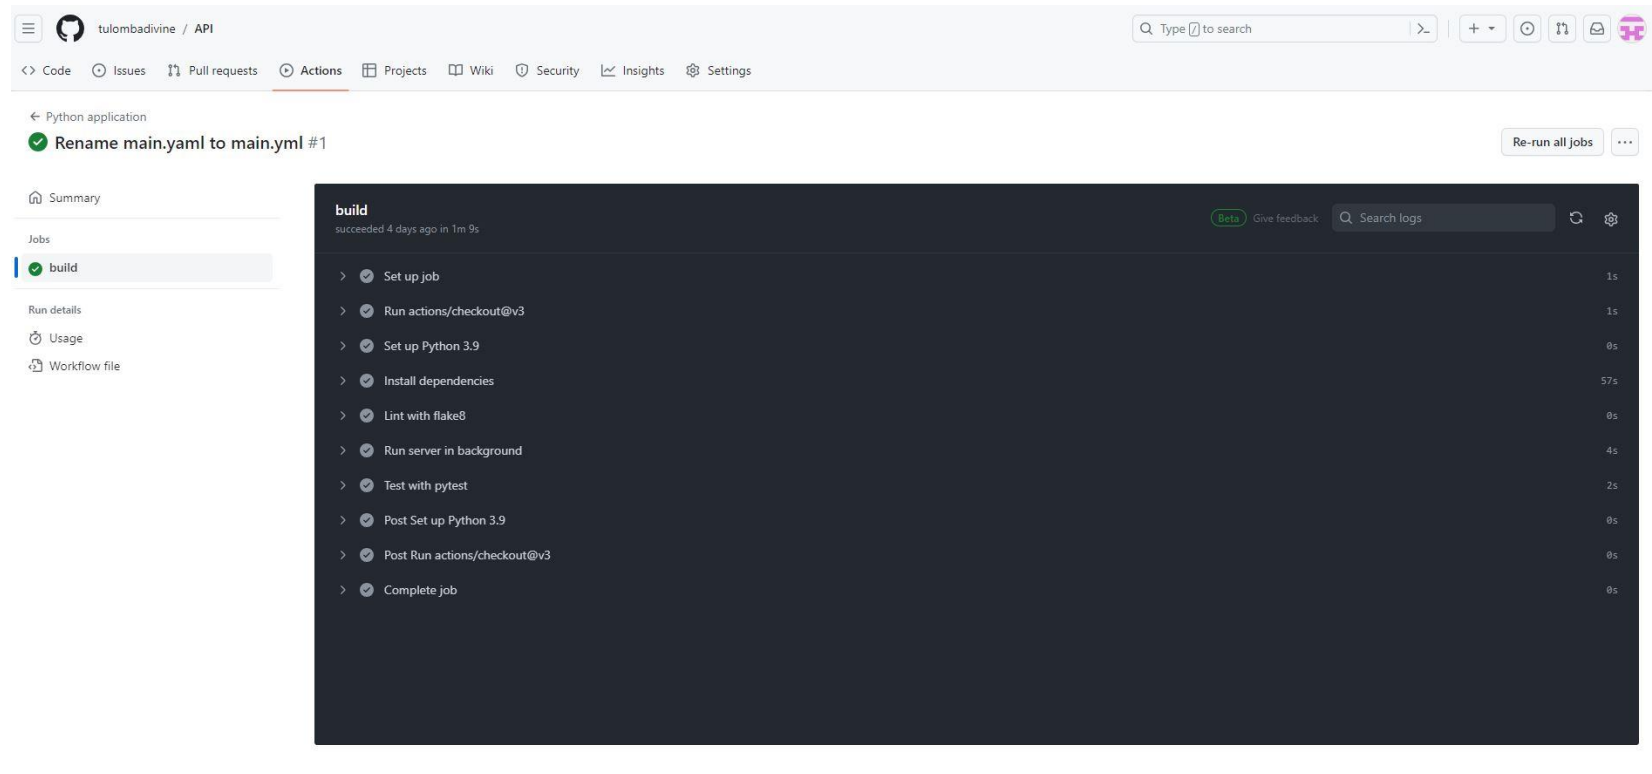 tulombadivine / API
Type / to search
Code Issues Pull requests Actions Projects Wiki Security Insights Settings
← Python application
Rename main.yaml to main.yml #1
Re-run all jobs
Summary
Jobs
build
Run details
Usage
Workflow file
build
succeeded 4 days ago in 1m 9s
Beta Give feedback Search logs
Set up job 1s
Run actions/checkout@v3 1s
Set up Python 3.9 0s
Install dependencies 57s
Lint with flake8 0s
Run server in background 4s
Test with pytest 2s
Post Set up Python 3.9 0s
Post Run actions/checkout@v3 0s
Complete job 0s